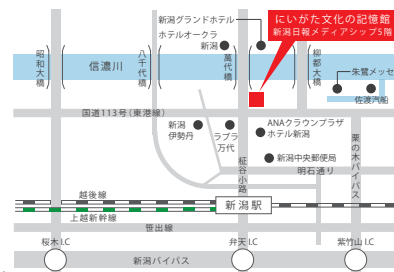 新潟グランドホテル
ホテルオークラ
新潟
にいがた文化の記憶館
新潟日報メディアシップ5階
昭和大橋
信濃川
八千代橋
萬代橋
柳都大橋
朱鷺メッセ
佐渡汽船
国道113号(東港線)
新潟
伊勢丹
ラブラ
万代
ANAクラウンプラザ
ホテル新潟
新潟中央郵便局
明石通り
柾谷小路
栗の木バイパス
越後線
新潟駅
上越新幹線
笹出線
桜木I.C
弁天I.C
紫竹山I.C
新潟バイパス